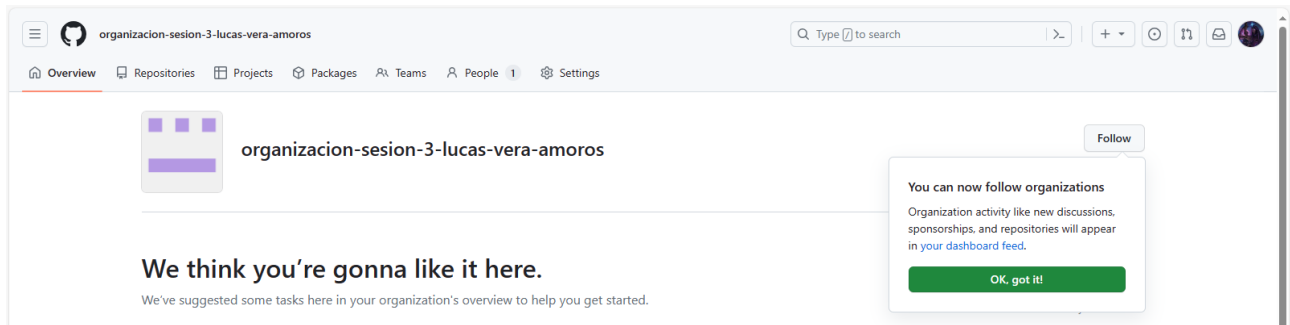 organizacion-sesion-3-lucas-vera-amoros
Type / to search
Overview
Repositories
Projects
Packages
Teams
People 1
Settings
organizacion-sesion-3-lucas-vera-amoros
Follow
You can now follow organizations
Organization activity like new discussions,
sponsorships, and repositories will appear
in your dashboard feed.
OK, got it!
We think you're gonna like it here.
We've suggested some tasks here in your organization's overview to help you get started.